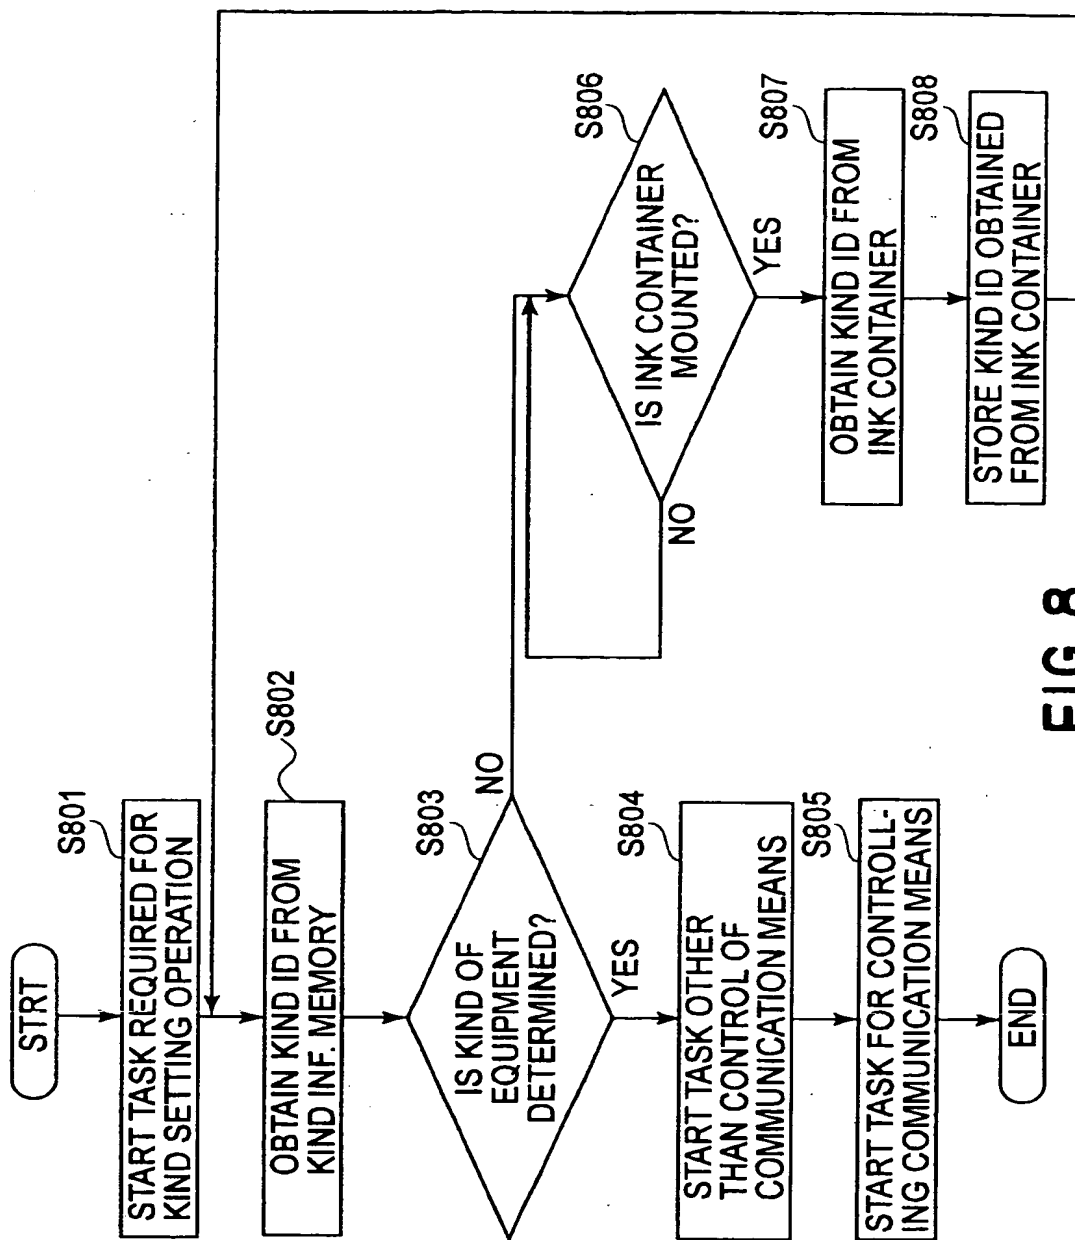 STRT
S801
START TASK REQUIRED FOR
KIND SETTING OPERATION
S802
OBTAIN KIND ID FROM
KIND INF. MEMORY
S803
IS KIND OF
EQUIPMENT
DETERMINED?
NO
YES
S804
START TASK OTHER
THAN CONTROL OF
COMMUNICATION MEANS
S805
START TASK FOR CONTROLL-
ING COMMUNICATION MEANS
END
S806
IS INK CONTAINER
MOUNTED?
NO
YES
S807
OBTAIN KIND ID FROM
INK CONTAINER
S808
STORE KIND ID OBTAINED
FROM INK CONTAINER
FIG.8